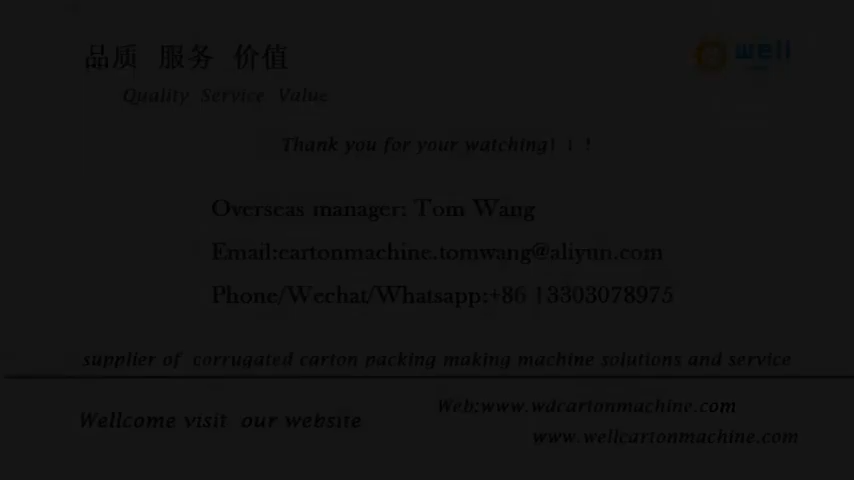 品质 服务 价值
well
Quality Service Value
Thank you for your watching! ! !
Overseas manager: Tom Wang
Email:cartonmachine.tomwang@aliyun.com
Phone/Wechat/Whatsapp:+86 13303078975
supplier of corrugated carton packing making machine solutions and service
Wellcome visit our website
Web:www.wdcartonmachine.com
www.wellcartonmachine.com